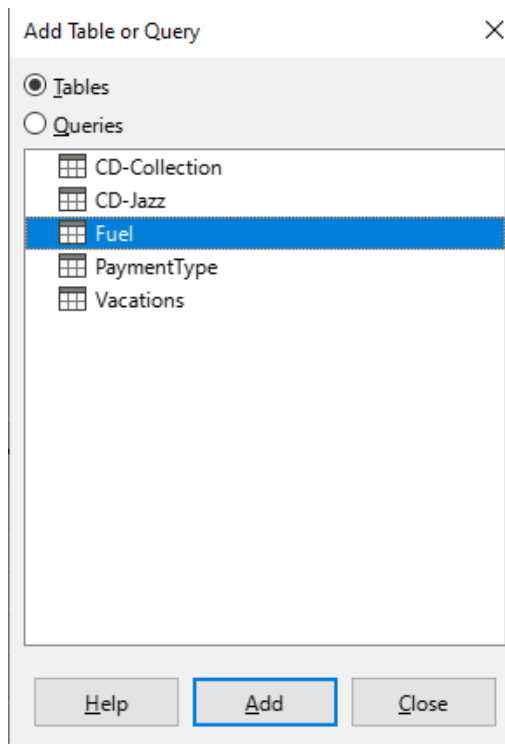 Add Table or Query
Tables
Queries
CD-Collection
CD-Jazz
Fuel
PaymentType
Vacations
Help Add Close